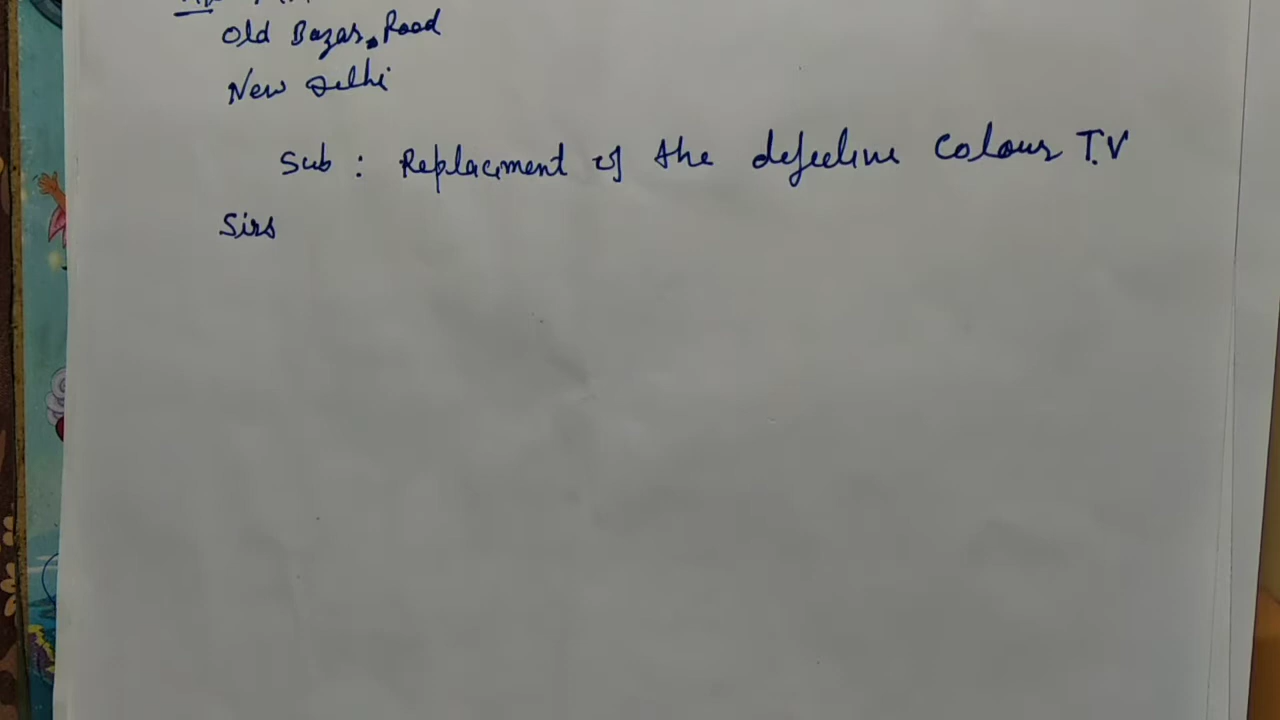 Old Bazar, Road
New Delhi
Sub : Replacement of the defective Colour T.V
Sirs